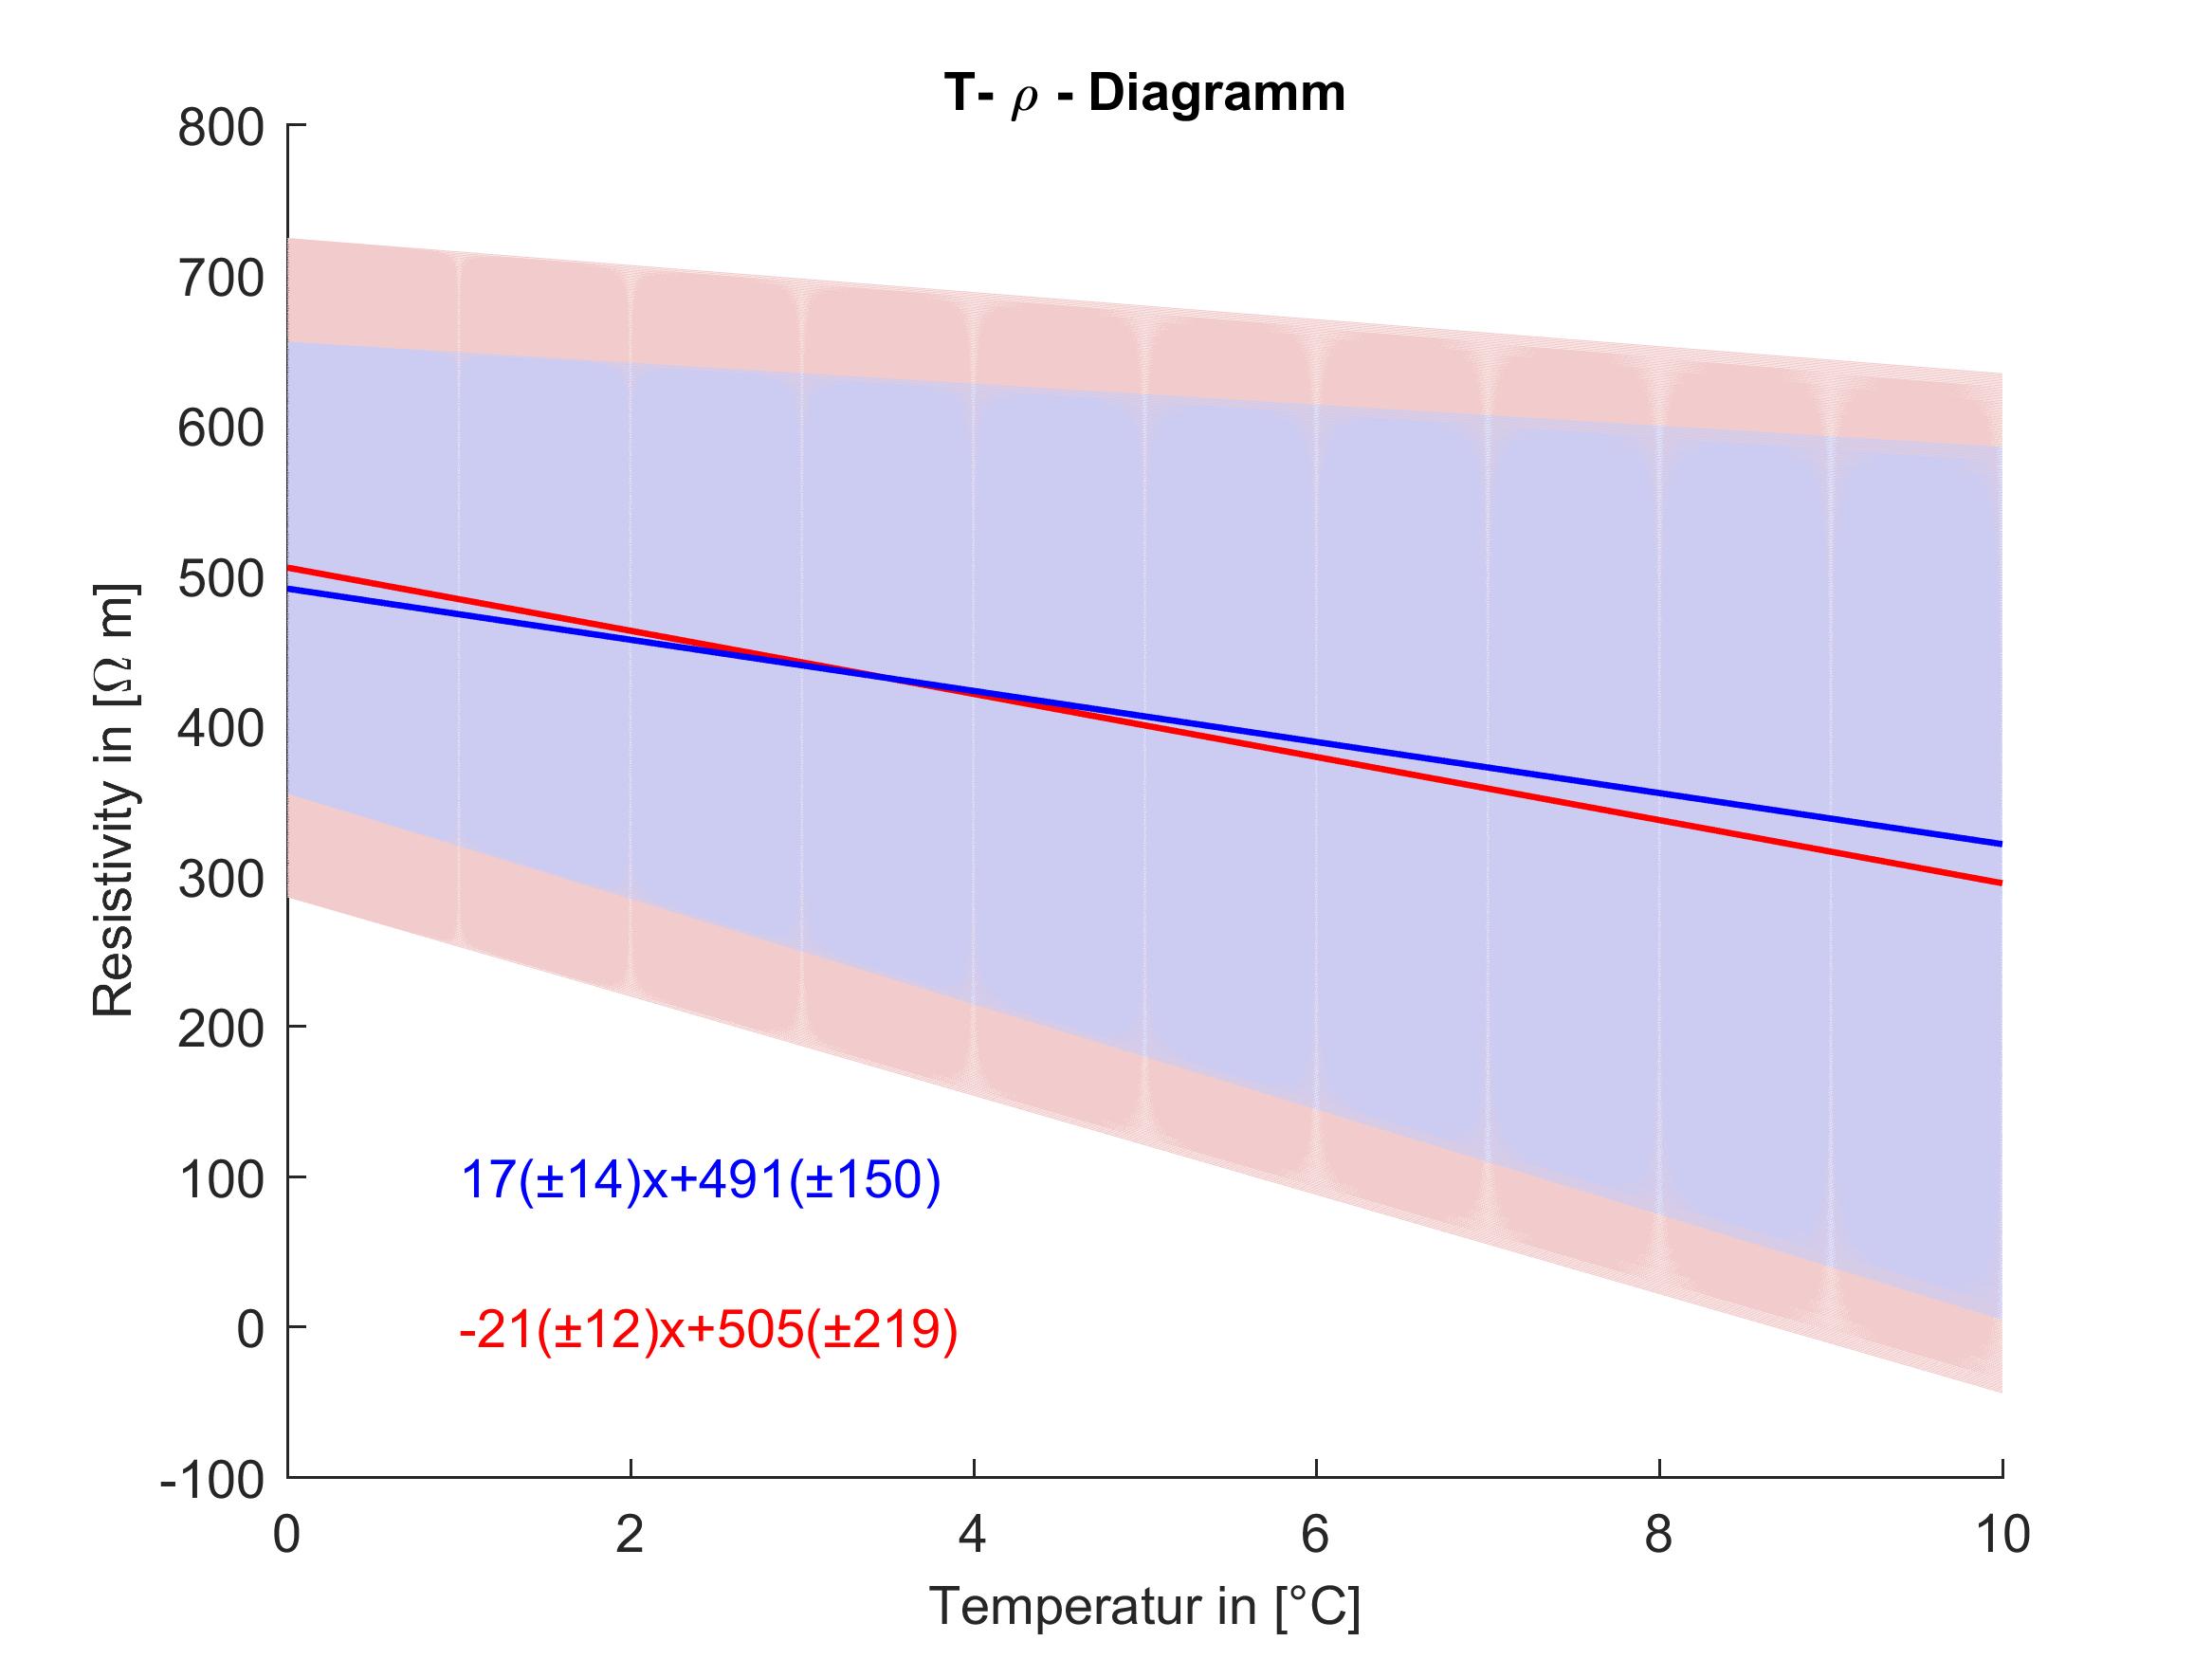 T- ρ - Diagramm
800
700
600
500
400
300
200
100
0
-100
Resistivity in [Ω m]
17(±14)x+491(±150)
-21(±12)x+505(±219)
0 2 4 6 8 10
Temperatur in [°C]